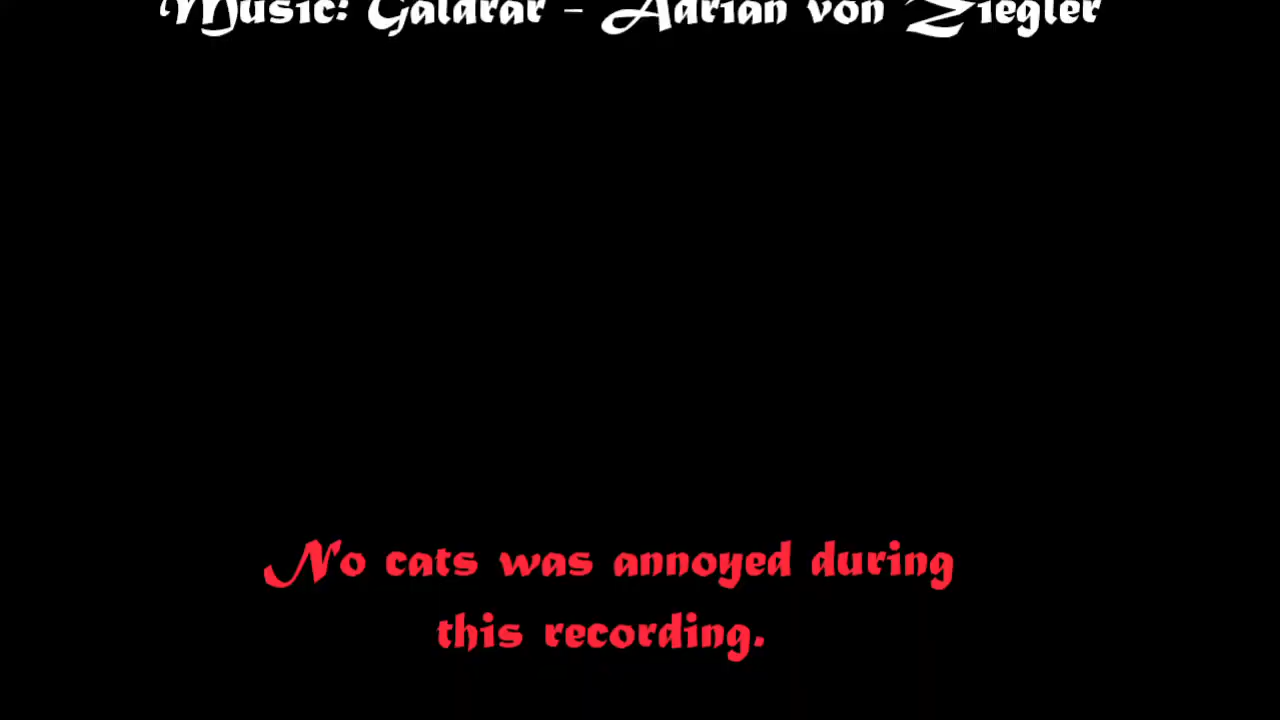 Music: Galdrar - Adrian von Ziegler
No cats was annoyed during
this recording.